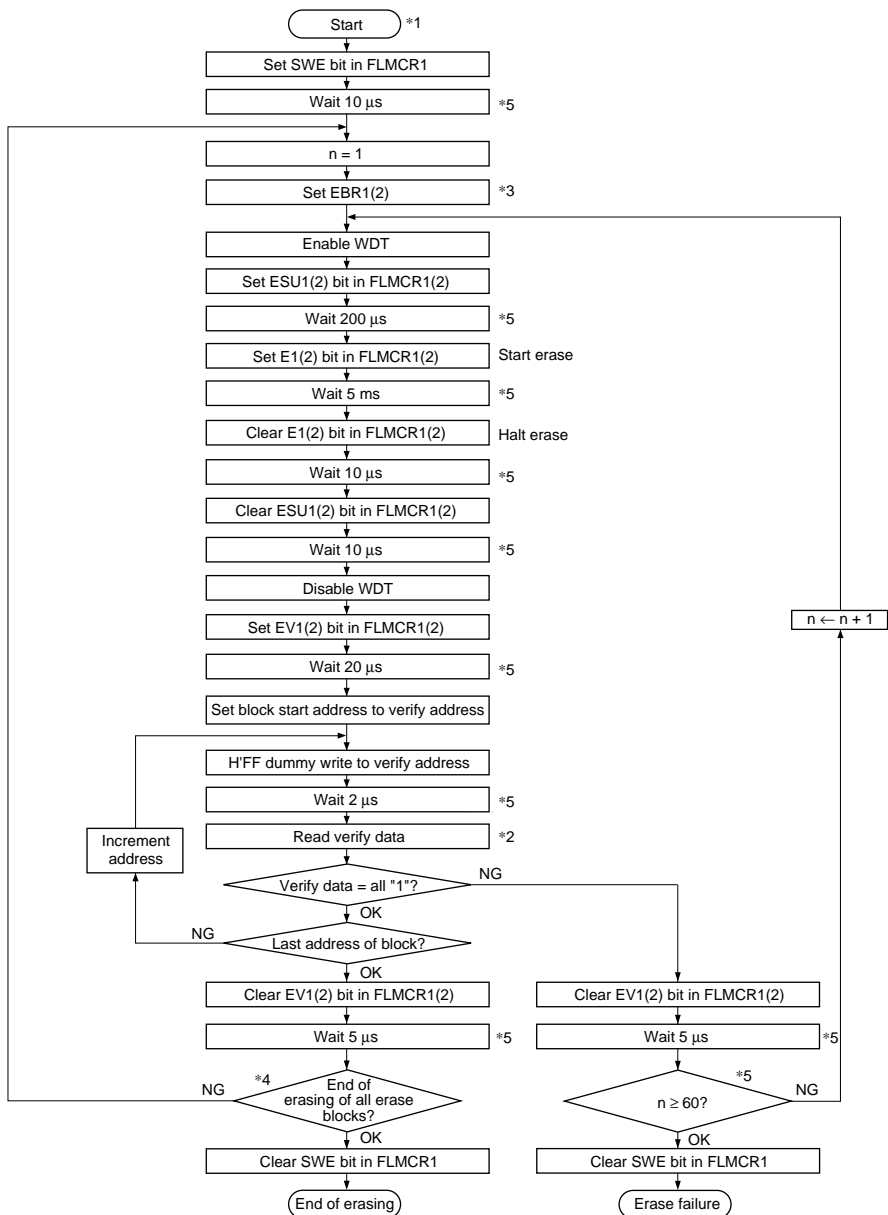 Start *1
Set SWE bit in FLMCR1
Wait 10 µs *5
n = 1
Set EBR1(2) *3
Enable WDT
Set ESU1(2) bit in FLMCR1(2)
Wait 200 µs *5
Set E1(2) bit in FLMCR1(2) Start erase
Wait 5 ms *5
Clear E1(2) bit in FLMCR1(2) Halt erase
Wait 10 µs *5
Clear ESU1(2) bit in FLMCR1(2)
Wait 10 µs *5
Disable WDT
Set EV1(2) bit in FLMCR1(2)
n ← n + 1
Wait 20 µs *5
Set block start address to verify address
H'FF dummy write to verify address
Wait 2 µs *5
Read verify data *2
Increment
address
Verify data = all "1"? NG
OK
NG Last address of block?
OK
Clear EV1(2) bit in FLMCR1(2) Clear EV1(2) bit in FLMCR1(2)
Wait 5 µs *5 Wait 5 µs *5
NG *4 End of
erasing of all erase
blocks?
*5
n ≥ 60? NG
OK OK
Clear SWE bit in FLMCR1 Clear SWE bit in FLMCR1
End of erasing Erase failure